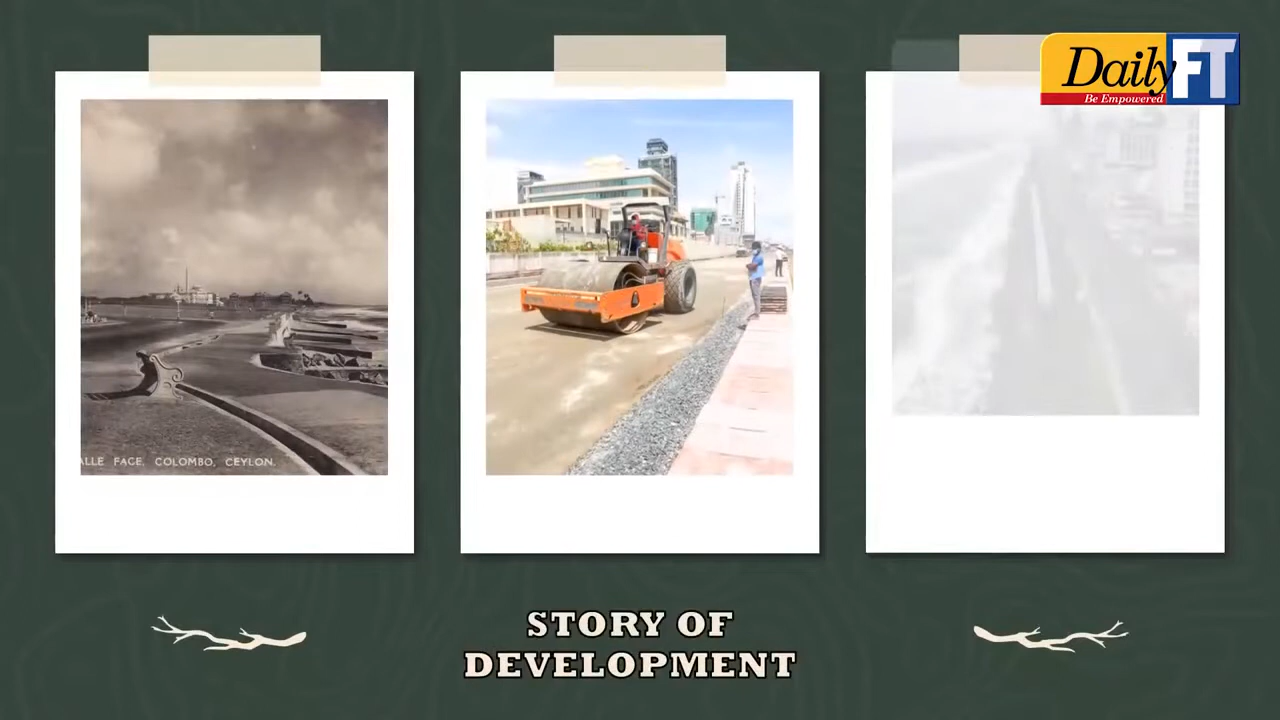 Daily FT
Be Empowered
ALLE FACE, COLOMBO, CEYLON.
STORY OF
DEVELOPMENT